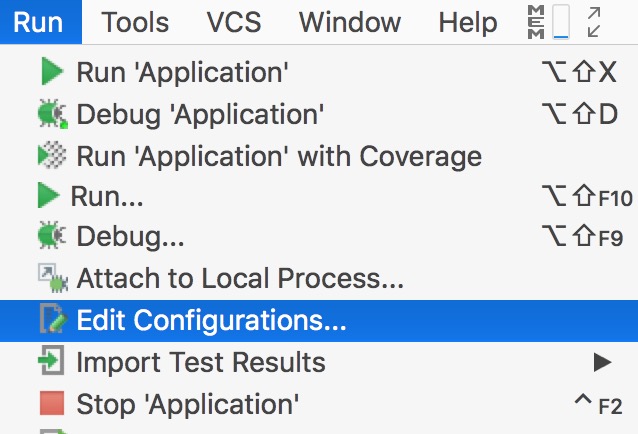 Run Tools VCS Window Help MEM
Run 'Application' ⌥⇧X
Debug 'Application' ⌥⇧D
Run 'Application' with Coverage
Run... ⌥⇧F10
Debug... ⌥⇧F9
Attach to Local Process...
Edit Configurations...
Import Test Results ▶
Stop 'Application' ^F2